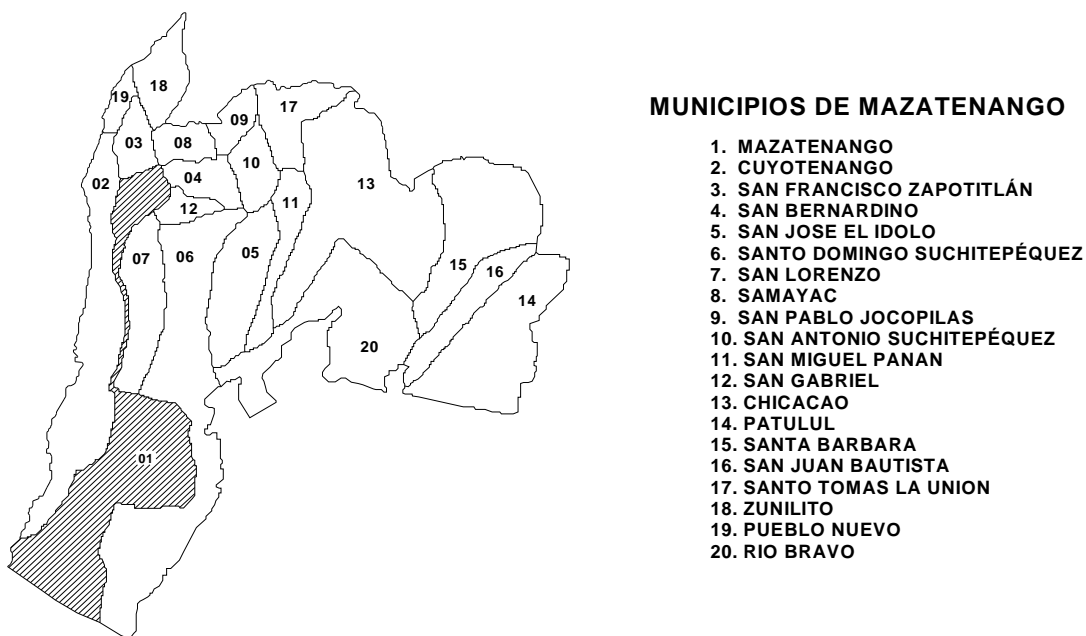 18
19
17
09
03
08
10
02
04
13
12
11
07
06
05
15
16
14
20
01
MUNICIPIOS DE MAZATENANGO
1. MAZATENANGO
2. CUYOTENANGO
3. SAN FRANCISCO ZAPOTITLÁN
4. SAN BERNARDINO
5. SAN JOSE EL IDOLO
6. SANTO DOMINGO SUCHITEPÉQUEZ
7. SAN LORENZO
8. SAMAYAC
9. SAN PABLO JOCOPILAS
10. SAN ANTONIO SUCHITEPÉQUEZ
11. SAN MIGUEL PANAN
12. SAN GABRIEL
13. CHICACAO
14. PATULUL
15. SANTA BARBARA
16. SAN JUAN BAUTISTA
17. SANTO TOMAS LA UNION
18. ZUNILITO
19. PUEBLO NUEVO
20. RIO BRAVO